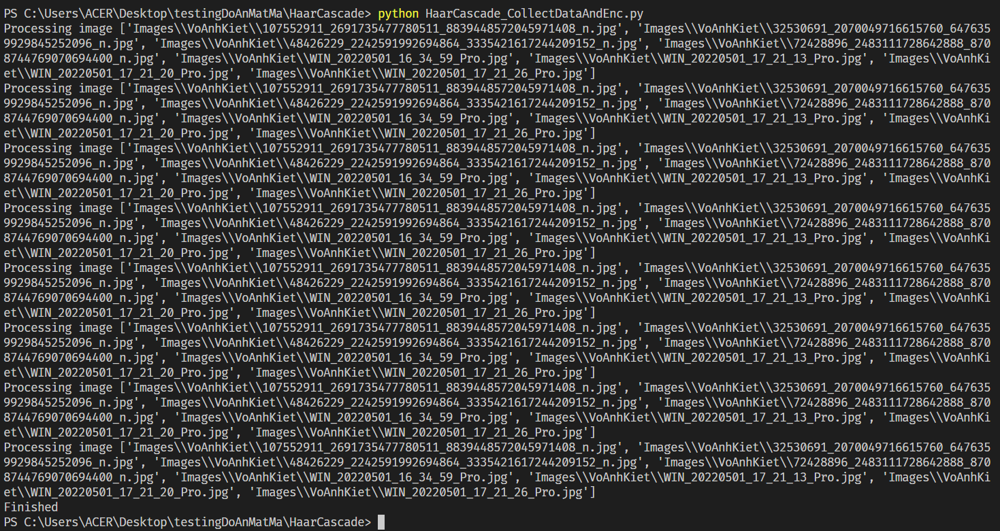 PS C:\Users\ACER\Desktop\testingDoAnMatMa\HaarCascade> python HaarCascade_CollectDataAndEnc.py
Processing image ['Images\\VoAnhKiet\\107552911_2691735477780511_8839448572045971408_n.jpg', 'Images\\VoAnhKiet\\32530691_2070049716615760_647635
9929845252096_n.jpg', 'Images\\VoAnhKiet\\48426229_2242591992694864_3335421617244209152_n.jpg', 'Images\\VoAnhKiet\\72428896_2483111728642888_870
8744769070694400_n.jpg', 'Images\\VoAnhKiet\\WIN_20220501_16_34_59_Pro.jpg', 'Images\\VoAnhKiet\\WIN_20220501_17_21_13_Pro.jpg', 'Images\\VoAnhKi
et\\WIN_20220501_17_21_20_Pro.jpg', 'Images\\VoAnhKiet\\WIN_20220501_17_21_26_Pro.jpg']
Processing image ['Images\\VoAnhKiet\\107552911_2691735477780511_8839448572045971408_n.jpg', 'Images\\VoAnhKiet\\32530691_2070049716615760_647635
9929845252096_n.jpg', 'Images\\VoAnhKiet\\48426229_2242591992694864_3335421617244209152_n.jpg', 'Images\\VoAnhKiet\\72428896_2483111728642888_870
8744769070694400_n.jpg', 'Images\\VoAnhKiet\\WIN_20220501_16_34_59_Pro.jpg', 'Images\\VoAnhKiet\\WIN_20220501_17_21_13_Pro.jpg', 'Images\\VoAnhKi
et\\WIN_20220501_17_21_20_Pro.jpg', 'Images\\VoAnhKiet\\WIN_20220501_17_21_26_Pro.jpg']
Processing image ['Images\\VoAnhKiet\\107552911_2691735477780511_8839448572045971408_n.jpg', 'Images\\VoAnhKiet\\32530691_2070049716615760_647635
9929845252096_n.jpg', 'Images\\VoAnhKiet\\48426229_2242591992694864_3335421617244209152_n.jpg', 'Images\\VoAnhKiet\\72428896_2483111728642888_870
8744769070694400_n.jpg', 'Images\\VoAnhKiet\\WIN_20220501_16_34_59_Pro.jpg', 'Images\\VoAnhKiet\\WIN_20220501_17_21_13_Pro.jpg', 'Images\\VoAnhKi
et\\WIN_20220501_17_21_20_Pro.jpg', 'Images\\VoAnhKiet\\WIN_20220501_17_21_26_Pro.jpg']
Processing image ['Images\\VoAnhKiet\\107552911_2691735477780511_8839448572045971408_n.jpg', 'Images\\VoAnhKiet\\32530691_2070049716615760_647635
9929845252096_n.jpg', 'Images\\VoAnhKiet\\48426229_2242591992694864_3335421617244209152_n.jpg', 'Images\\VoAnhKiet\\72428896_2483111728642888_870
8744769070694400_n.jpg', 'Images\\VoAnhKiet\\WIN_20220501_16_34_59_Pro.jpg', 'Images\\VoAnhKiet\\WIN_20220501_17_21_13_Pro.jpg', 'Images\\VoAnhKi
et\\WIN_20220501_17_21_20_Pro.jpg', 'Images\\VoAnhKiet\\WIN_20220501_17_21_26_Pro.jpg']
Processing image ['Images\\VoAnhKiet\\107552911_2691735477780511_8839448572045971408_n.jpg', 'Images\\VoAnhKiet\\32530691_2070049716615760_647635
9929845252096_n.jpg', 'Images\\VoAnhKiet\\48426229_2242591992694864_3335421617244209152_n.jpg', 'Images\\VoAnhKiet\\72428896_2483111728642888_870
8744769070694400_n.jpg', 'Images\\VoAnhKiet\\WIN_20220501_16_34_59_Pro.jpg', 'Images\\VoAnhKiet\\WIN_20220501_17_21_13_Pro.jpg', 'Images\\VoAnhKi
et\\WIN_20220501_17_21_20_Pro.jpg', 'Images\\VoAnhKiet\\WIN_20220501_17_21_26_Pro.jpg']
Processing image ['Images\\VoAnhKiet\\107552911_2691735477780511_8839448572045971408_n.jpg', 'Images\\VoAnhKiet\\32530691_2070049716615760_647635
9929845252096_n.jpg', 'Images\\VoAnhKiet\\48426229_2242591992694864_3335421617244209152_n.jpg', 'Images\\VoAnhKiet\\72428896_2483111728642888_870
8744769070694400_n.jpg', 'Images\\VoAnhKiet\\WIN_20220501_16_34_59_Pro.jpg', 'Images\\VoAnhKiet\\WIN_20220501_17_21_13_Pro.jpg', 'Images\\VoAnhKi
et\\WIN_20220501_17_21_20_Pro.jpg', 'Images\\VoAnhKiet\\WIN_20220501_17_21_26_Pro.jpg']
Processing image ['Images\\VoAnhKiet\\107552911_2691735477780511_8839448572045971408_n.jpg', 'Images\\VoAnhKiet\\32530691_2070049716615760_647635
9929845252096_n.jpg', 'Images\\VoAnhKiet\\48426229_2242591992694864_3335421617244209152_n.jpg', 'Images\\VoAnhKiet\\72428896_2483111728642888_870
8744769070694400_n.jpg', 'Images\\VoAnhKiet\\WIN_20220501_16_34_59_Pro.jpg', 'Images\\VoAnhKiet\\WIN_20220501_17_21_13_Pro.jpg', 'Images\\VoAnhKi
et\\WIN_20220501_17_21_20_Pro.jpg', 'Images\\VoAnhKiet\\WIN_20220501_17_21_26_Pro.jpg']
Processing image ['Images\\VoAnhKiet\\107552911_2691735477780511_8839448572045971408_n.jpg', 'Images\\VoAnhKiet\\32530691_2070049716615760_647635
9929845252096_n.jpg', 'Images\\VoAnhKiet\\48426229_2242591992694864_3335421617244209152_n.jpg', 'Images\\VoAnhKiet\\72428896_2483111728642888_870
8744769070694400_n.jpg', 'Images\\VoAnhKiet\\WIN_20220501_16_34_59_Pro.jpg', 'Images\\VoAnhKiet\\WIN_20220501_17_21_13_Pro.jpg', 'Images\\VoAnhKi
et\\WIN_20220501_17_21_20_Pro.jpg', 'Images\\VoAnhKiet\\WIN_20220501_17_21_26_Pro.jpg']
Finished
PS C:\Users\ACER\Desktop\testingDoAnMatMa\HaarCascade>